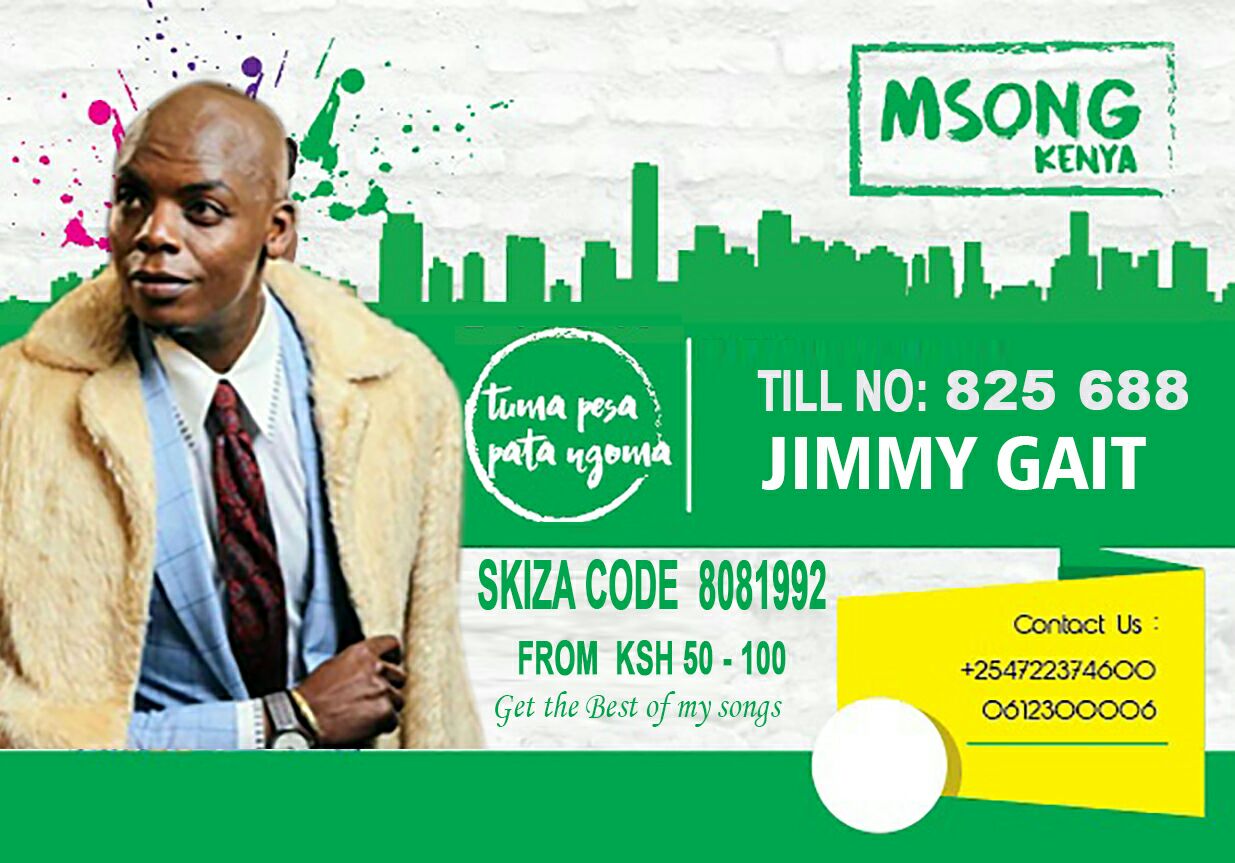 MSONG
KENYA
tuma pesa
pata ngoma
TILL NO: 825 688
JIMMY GAIT
SKIZA CODE 8081992
FROM KSH 50 - 100
Get the Best of my songs
Contact Us :
+254722374600
0612300006